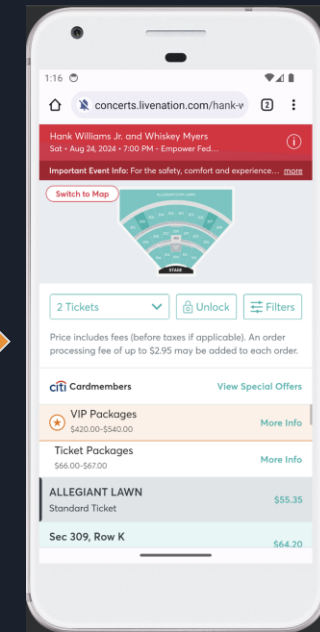 1:16
concerts.livenation.com/hank-w
2
Hank Williams Jr. and Whiskey
Myers
Sat • Aug 24, 2024 • 7:00 PM • Empower Fed...
Important Event Info: For the safety, comfort and experience... more
Switch to Map
ALLEGIANT LAWN
STAGE
2 Tickets
Unlock
Filters
Price includes fees (before taxes if applicable). An order
processing fee of up to $2.95 may be added to each order.
citi Cardmembers
View Special Offers
VIP Packages
$420.00-$540.00
More Info
Ticket Packages
$66.00-$67.00
More Info
ALLEGIANT LAWN
Standard Ticket
$55.35
Sec 309, Row K
$64.20